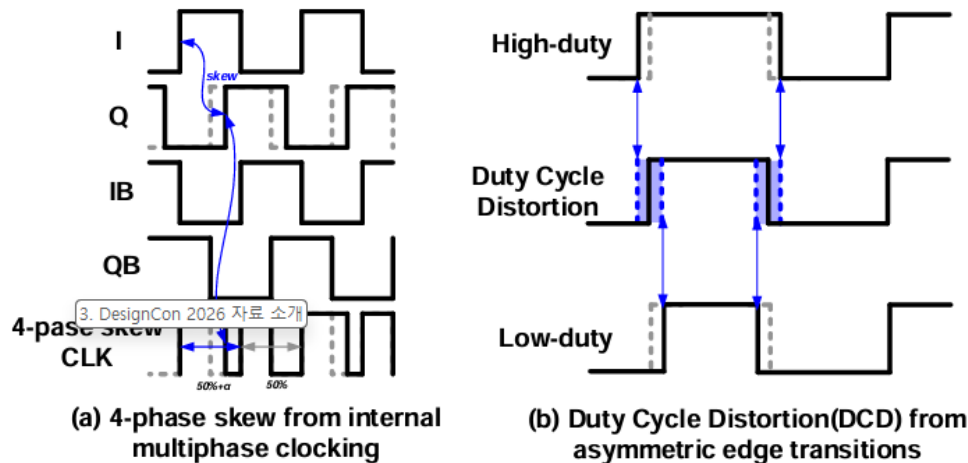 I
skew
Q
IB
QB
3. DesignCon 2026 자료 소개
4-pase skew
CLK
50%+α
50%
(a) 4-phase skew from internal
multiphase clocking
High-duty
Duty Cycle
Distortion
Low-duty
(b) Duty Cycle Distortion(DCD) from
asymmetric edge transitions